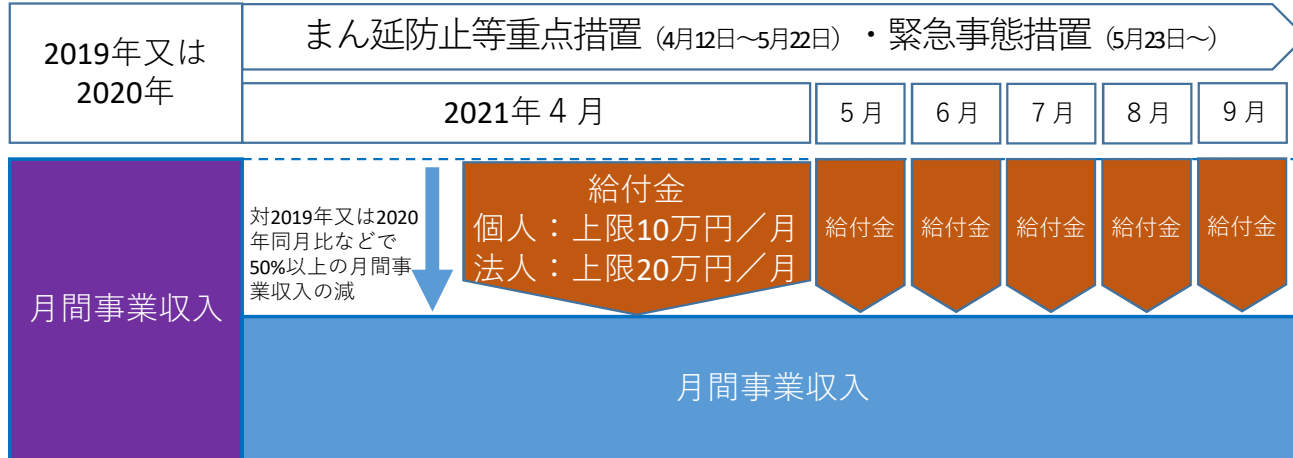 2019年又は
2020年
まん延防止等重点措置（4月12日～5月22日）・緊急事態措置（5月23日～）
2021年４月
５月
６月
７月
８月
９月
対2019年又は2020
年同月比などで
50%以上の月間事
業収入の減
給付金
個人：上限10万円／月
法人：上限20万円／月
給付金
給付金
給付金
給付金
給付金
月間事業収入
月間事業収入